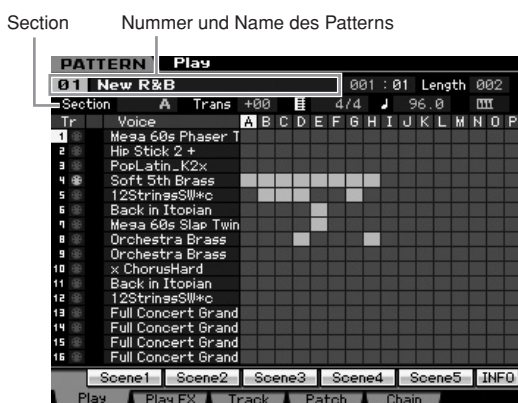 Section Nummer und Name des Patterns
PATTERN Play
01 New R&B 001 : 01 Length 002
Section A Trans +00 4/4 96.0
Tr Voice A B C D E F G H I J K L M N O P
1 Mega 60s Phaser T
2 Hip Stick 2 +
3 PopLatin_K2x
4 Soft 5th Brass
5 12StringsSW*c
6 Back in Itopian
7 Mega 60s Slap Twin
8 Orchestra Brass
9 Orchestra Brass
10 x ChorusHard
11 Back in Itopian
12 12StringsSW*c
13 Full Concert Grand
14 Full Concert Grand
15 Full Concert Grand
16 Full Concert Grand
Scene1 Scene2 Scene3 Scene4 Scene5 INFO
Play Play FX Track Patch Chain